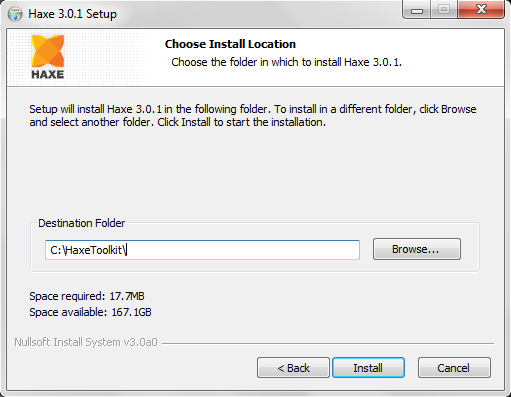 Haxe 3.0.1 Setup
HAXE
Choose Install Location
Choose the folder in which to install Haxe 3.0.1.
Setup will install Haxe 3.0.1 in the following folder. To install in a different folder, click Browse
and select another folder. Click Install to start the installation.
Destination Folder
C:\HaxeToolkit\
Browse...
Space required: 17.7MB
Space available: 167.1GB
Nullsoft Install System v3.0a0
< Back
Install
Cancel